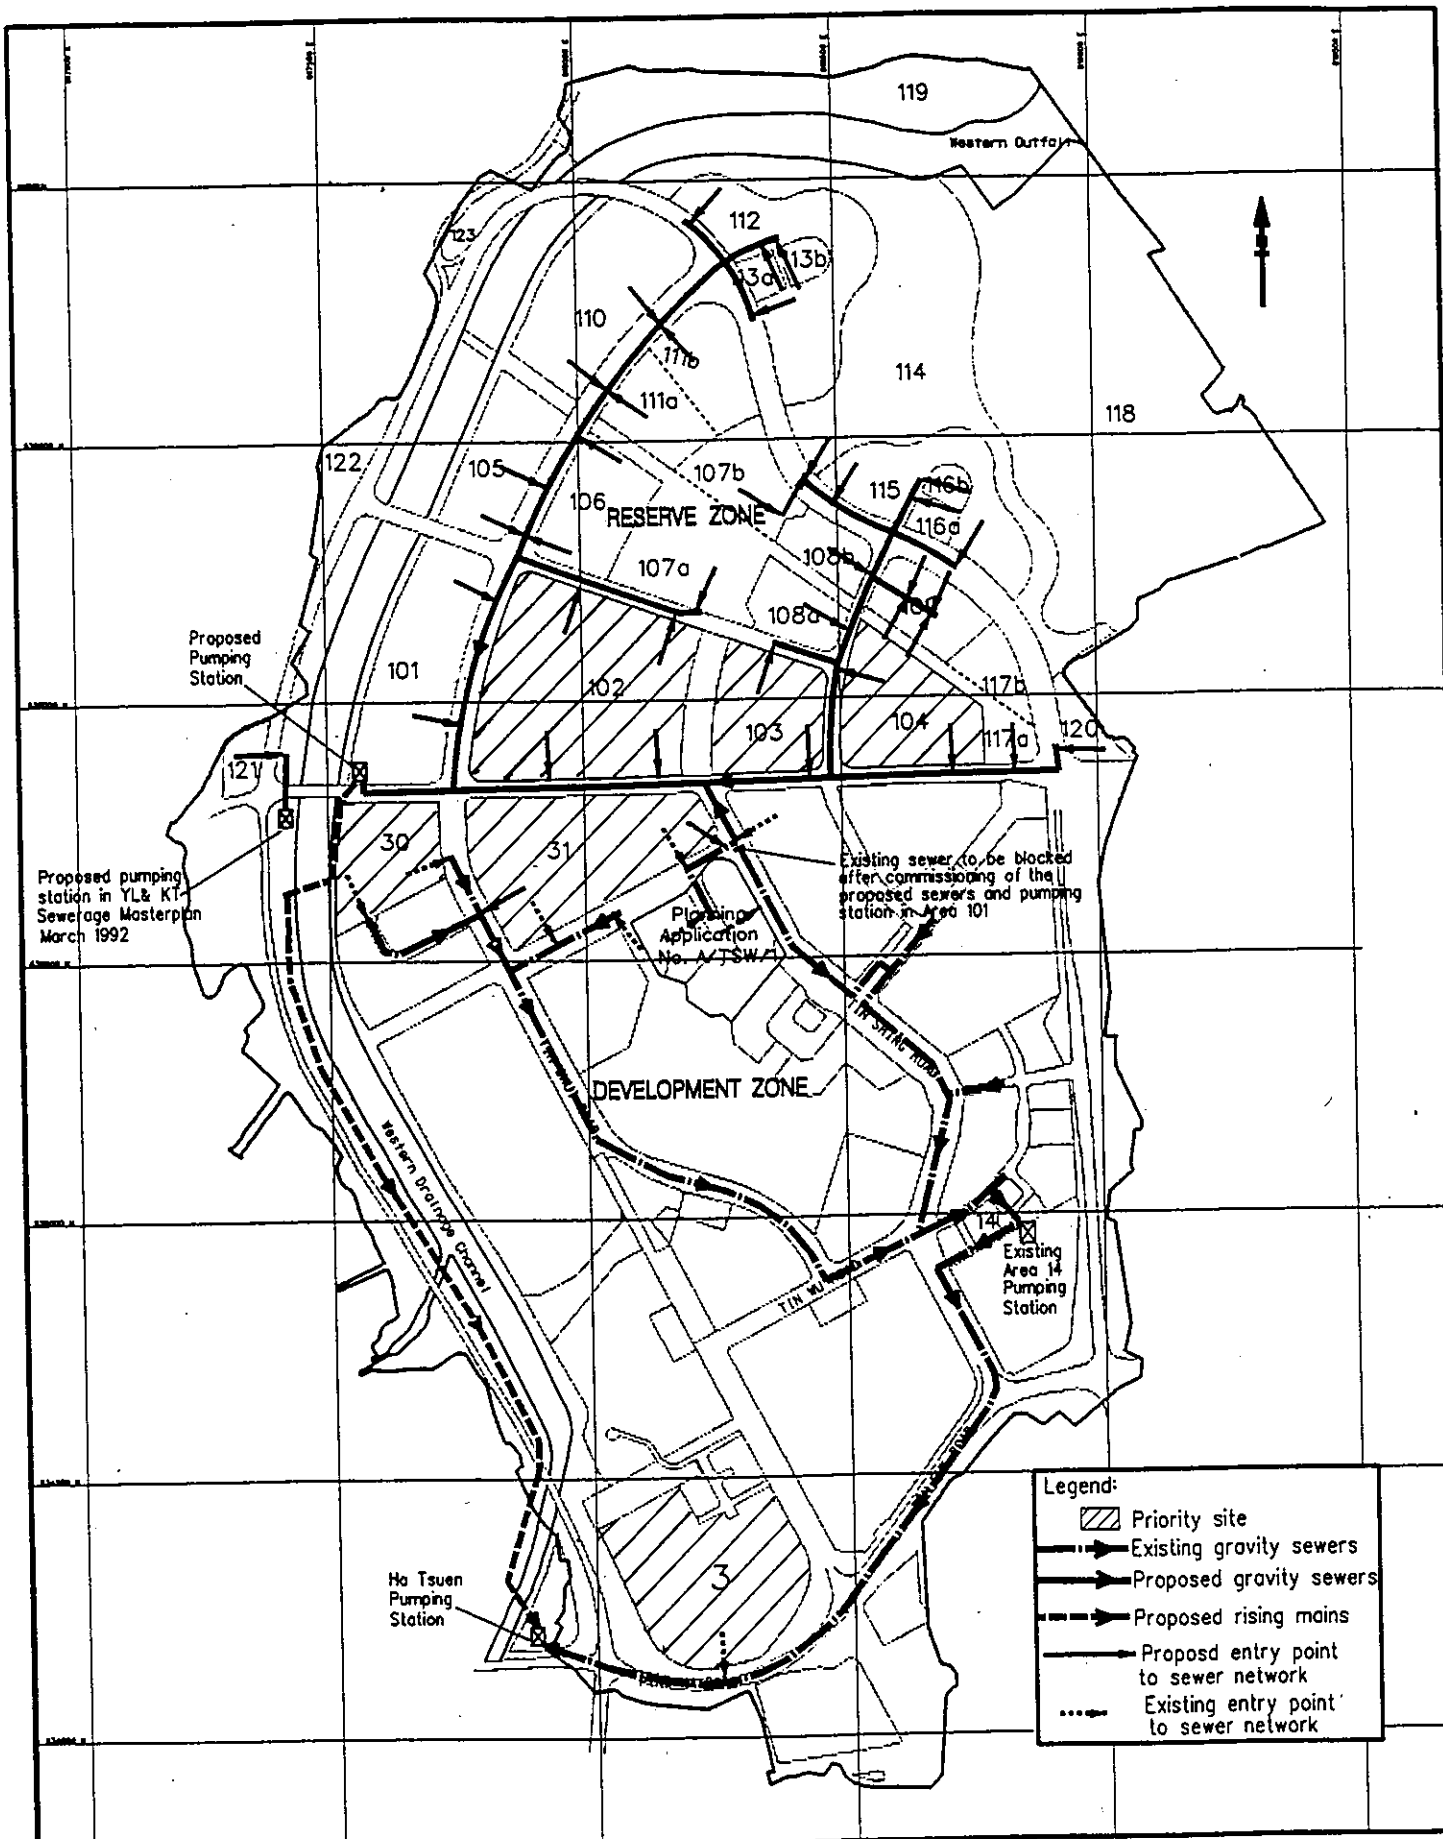 119
Western Outfall
112
123
13b
13a
110
111b
114
111a
118
122
105
107b
115
116b
106
RESERVE ZONE
116a
108b
107a
109
108a
Proposed
Pumping
Station
101
102
117b
104
103
117a
120
121
30
31
Existing sewer to be blocked
after commissioning of the
proposed sewers and pumping
station in Area 101
Proposed pumping
station in YL& KT
Sewerage Masterplan
March 1992
Planning
Application
No. A/TSW/1
TIN SHING ROAD
DEVELOPMENT ZONE
Western Drainage Channel
14
Existing
Area 14
Pumping
Station
TIN WU
Legend:
Priority site
Existing gravity sewers
Proposed gravity sewers
Proposed rising mains
Proposd entry point
to sewer network
Existing entry point
to sewer network
3
Ha Tsuen
Pumping
Station